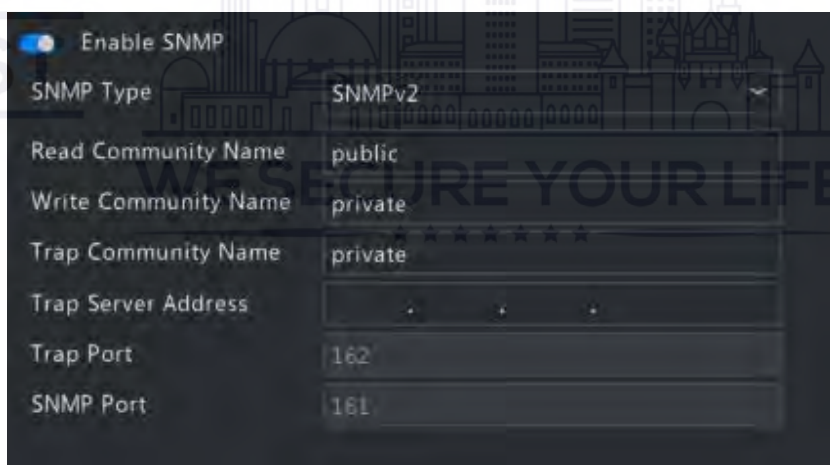 Enable SNMP
SNMP Type SNMPv2
Read Community Name public
WE SECURE YOUR LIFE
Write Community Name private
Trap Community Name private
Trap Server Address . . .
Trap Port 162
SNMP Port 161